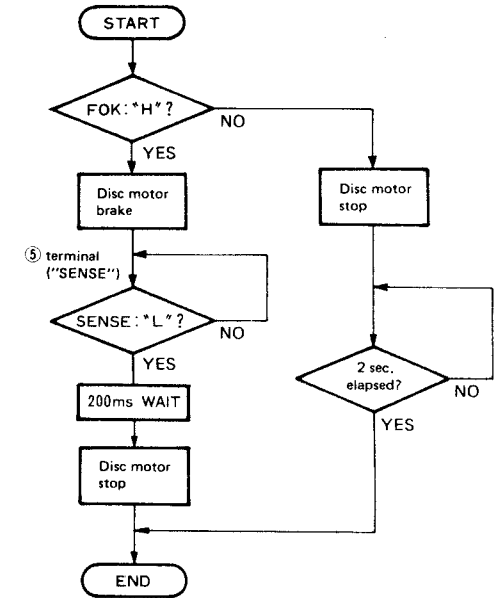 START
FOK: "H" ?
NO
YES
Disc motor
brake
Disc motor
stop
⑤ terminal
("SENSE")
SENSE: "L" ?
NO
YES
2 sec.
elapsed?
NO
YES
200ms WAIT
Disc motor
stop
END